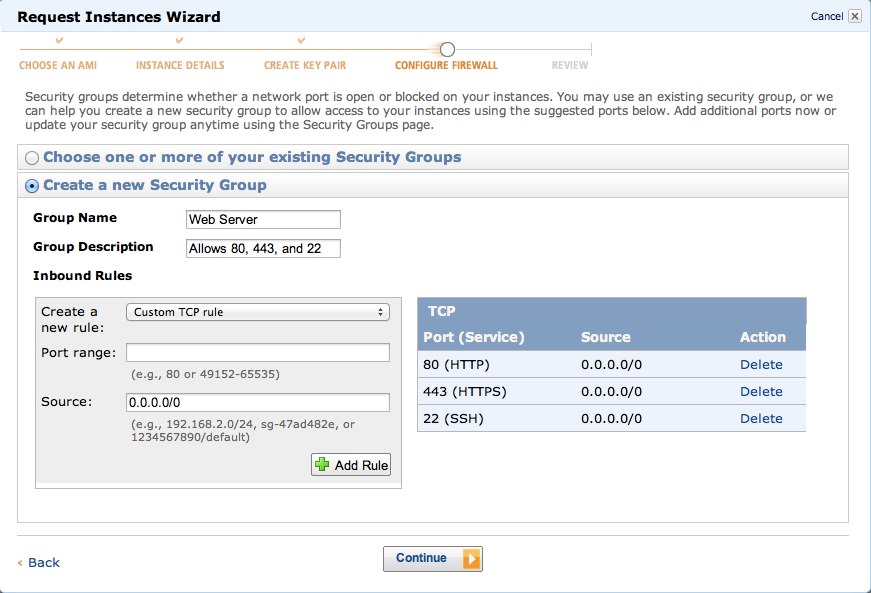 Request Instances Wizard
Cancel
CHOOSE AN AMI
INSTANCE DETAILS
CREATE KEY PAIR
CONFIGURE FIREWALL
REVIEW
Security groups determine whether a network port is open or blocked on your instances. You may use an existing security group, or we
can help you create a new security group to allow access to your instances using the suggested ports below. Add additional ports now or
update your security group anytime using the Security Groups page.
Choose one or more of your existing Security Groups
Create a new Security Group
Group Name Web Server
Group Description Allows 80, 443, and 22
Inbound Rules
Create a
new rule:
Custom TCP rule
Port range:
(e.g., 80 or 49152-65535)
Source: 0.0.0.0/0
(e.g., 192.168.2.0/24, sg-47ad482e, or
1234567890/default)
Add Rule
TCP
Port (Service) Source Action
80 (HTTP) 0.0.0.0/0 Delete
443 (HTTPS) 0.0.0.0/0 Delete
22 (SSH) 0.0.0.0/0 Delete
‹ Back
Continue